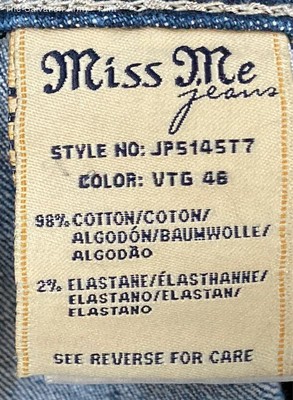 Miss Me
jeans
STYLE NO: JP5145T7
COLOR: VTG 46
98% COTTON/COTON/
ALGODÓN/BAUMWOLLE/
ALGODÃO
2% ELASTANE/ÉLASTHANNE/
ELASTANO/ELASTAN/
ELASTANO
SEE REVERSE FOR CARE